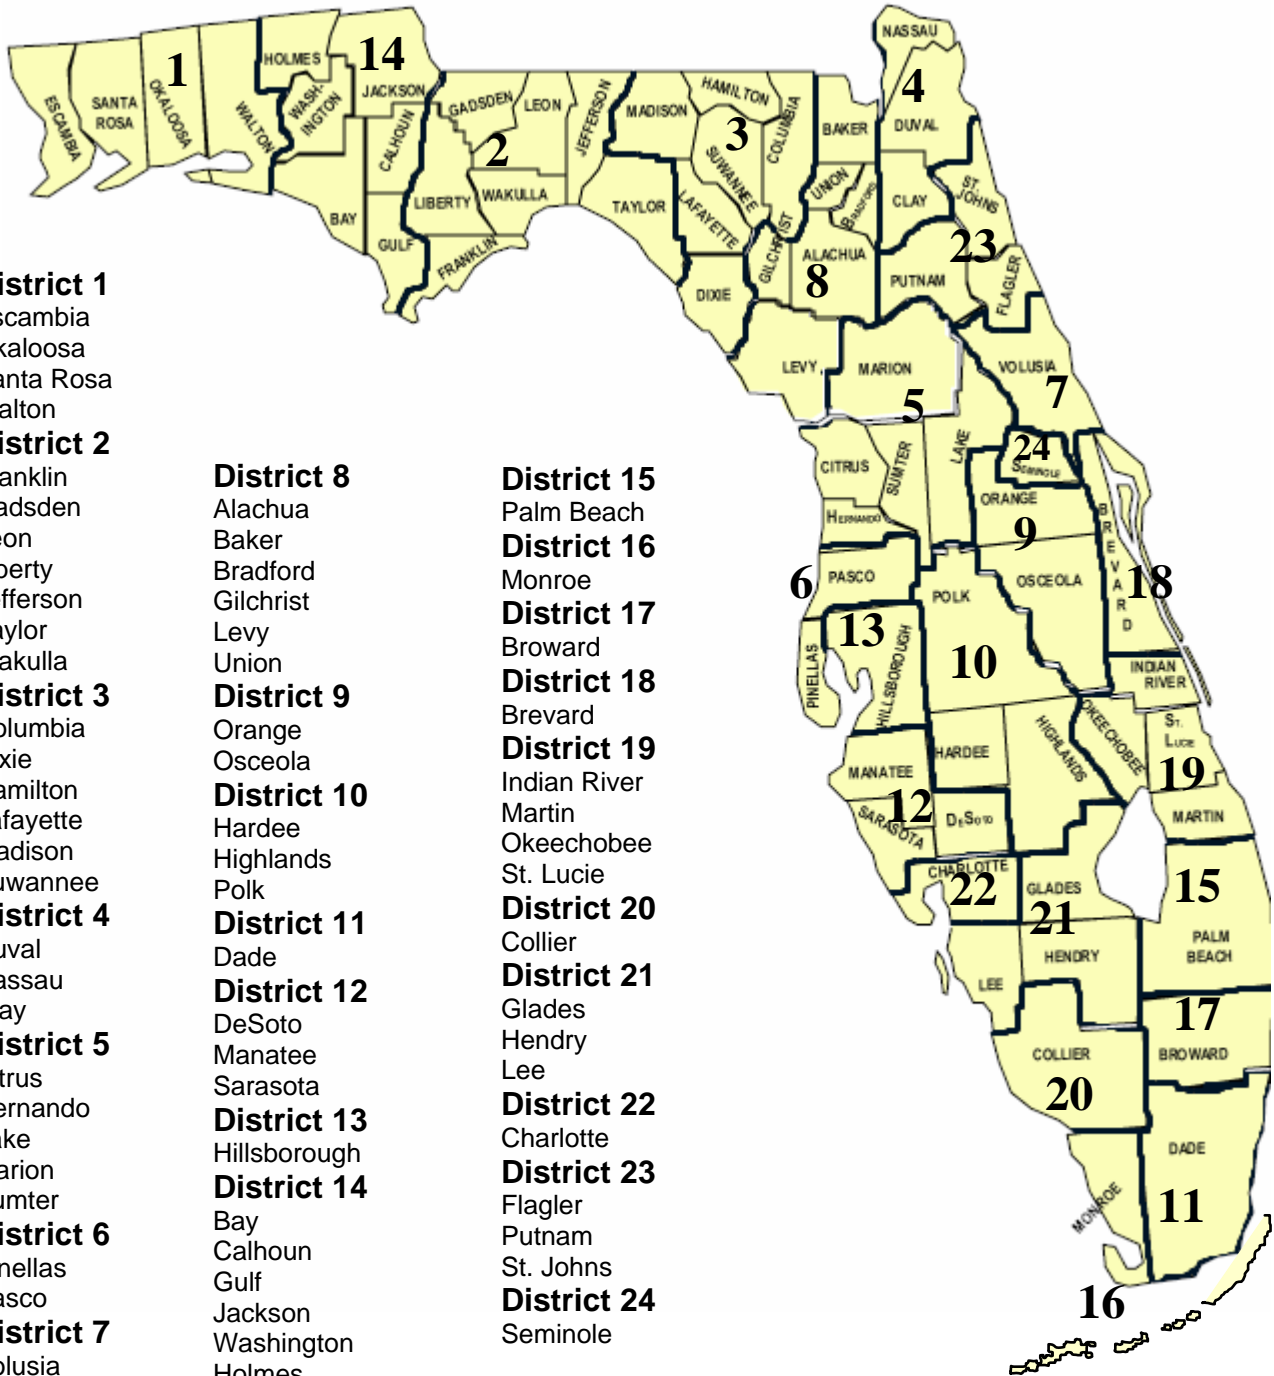 NASSAU
HOLMES
14
1
4
JACKSON
WASH-
INGTON
ESCAMBIA
SANTA
ROSA
OKALOOSA
WALTON
CALHOUN
GADSDEN
LEON
JEFFERSON
MADISON
HAMILTON
3
COLUMBIA
SUWANNEE
BAKER
DUVAL
2
BAY
LIBERTY
WAKULLA
TAYLOR
LAFAYETTE
UNION
BRADFORD
CLAY
ST.
JOHNS
GULF
FRANKLIN
DIXIE
GILCHRIST
ALACHUA
8
PUTNAM
23
FLAGLER
LEVY
MARION
5
VOLUSIA
7
CITRUS
SUMTER
LAKE
24
SEMINOLE
HERNANDO
ORANGE
9
BREVARD
18
6
PASCO
POLK
OSCEOLA
13
10
PINELLAS
HILLSBOROUGH
INDIAN
RIVER
HARDEE
HIGHLANDS
OKEECHOBEE
ST.
LUCIE
19
MANATEE
12
SARASOTA
DESOTO
MARTIN
CHARLOTTE
22
GLADES
21
15
PALM
BEACH
LEE
HENDRY
17
COLLIER
20
BROWARD
DADE
11
MONROE
16
istrict 1
scambia
kaloosa
anta Rosa
alton
istrict 2
anklin
adsden
eon
berty
fferson
aylor
akulla
istrict 3
olumbia
xie
amilton
afayette
adison
uwannee
istrict 4
uval
assau
ay
istrict 5
trus
ernando
ake
arion
umter
istrict 6
nellas
asco
istrict 7
olusia
District 8
Alachua
Baker
Bradford
Gilchrist
Levy
Union
District 9
Orange
Osceola
District 10
Hardee
Highlands
Polk
District 11
Dade
District 12
DeSoto
Manatee
Sarasota
District 13
Hillsborough
District 14
Bay
Calhoun
Gulf
Jackson
Washington
Holmes
District 15
Palm Beach
District 16
Monroe
District 17
Broward
District 18
Brevard
District 19
Indian River
Martin
Okeechobee
St. Lucie
District 20
Collier
District 21
Glades
Hendry
Lee
District 22
Charlotte
District 23
Flagler
Putnam
St. Johns
District 24
Seminole